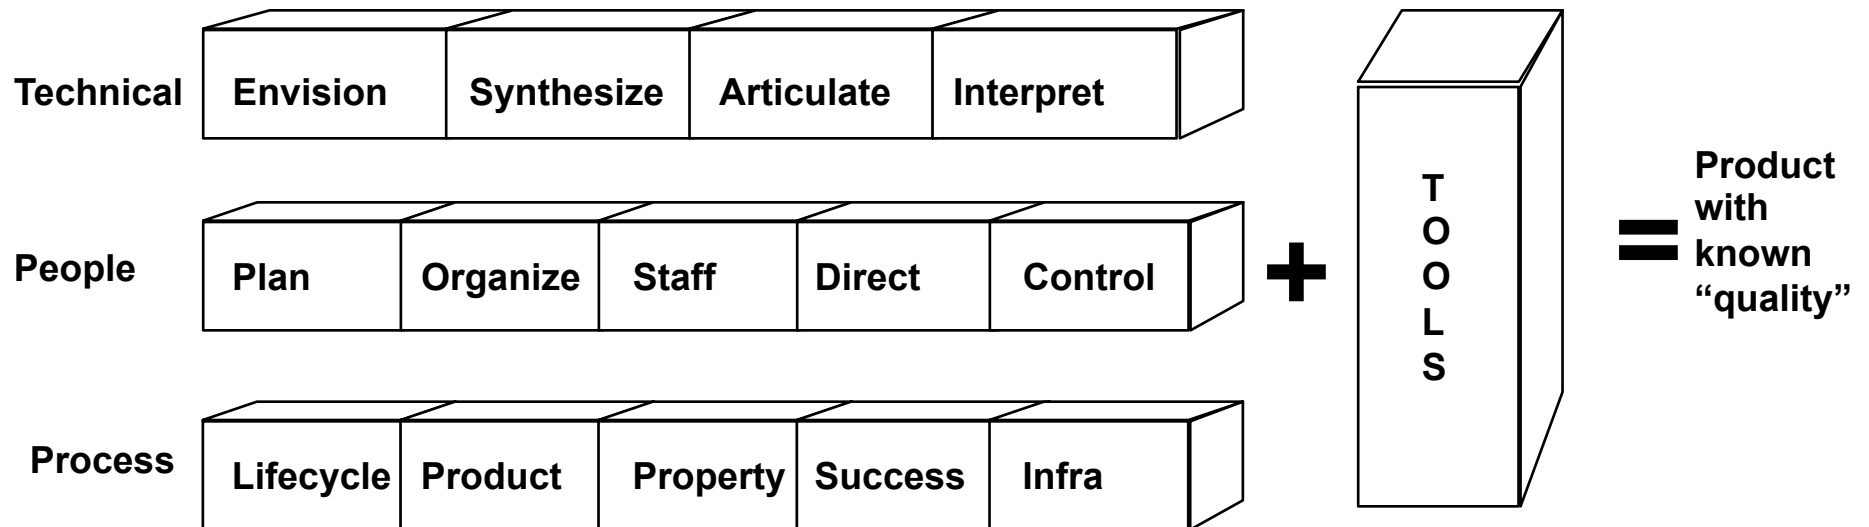 Technical Envision Synthesize Articulate Interpret
People Plan Organize Staff Direct Control
Process Lifecycle Product Property Success Infra
+
T
O
O
L
S
=
Product
with
known
“quality”